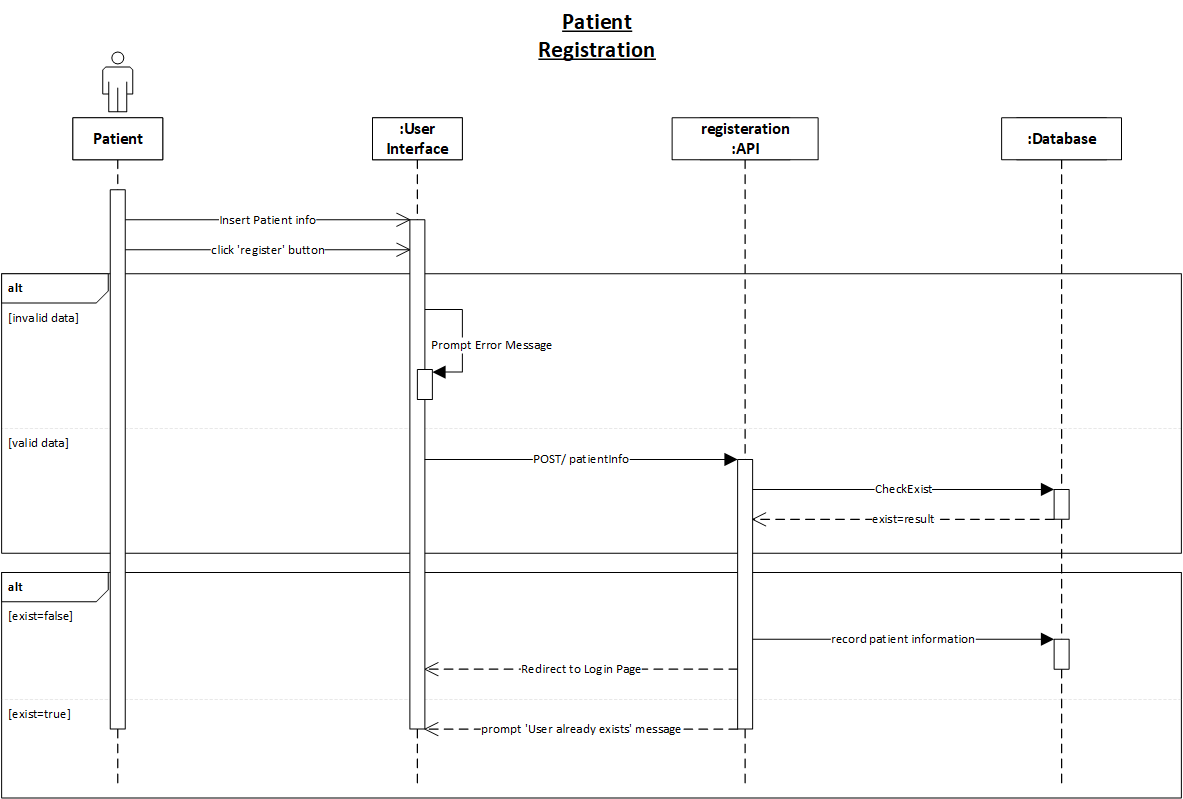 Patient
Registration
Patient
:User
Interface
registeration
:API
:Database
Insert Patient info
click 'register' button
alt
[invalid data]
Prompt Error Message
[valid data]
POST/ patientInfo
CheckExist
exist=result
alt
[exist=false]
record patient information
Redirect to Login Page
[exist=true]
prompt 'User already exists' message